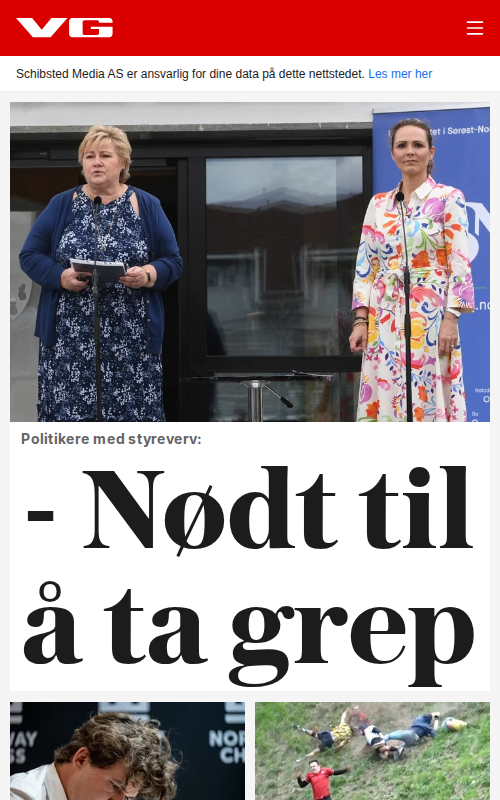 VG
Schibsted Media AS er ansvarlig for dine data på dette nettstedet. Les mer her
Politikere med styreverv:
- Nødt til
å ta grep